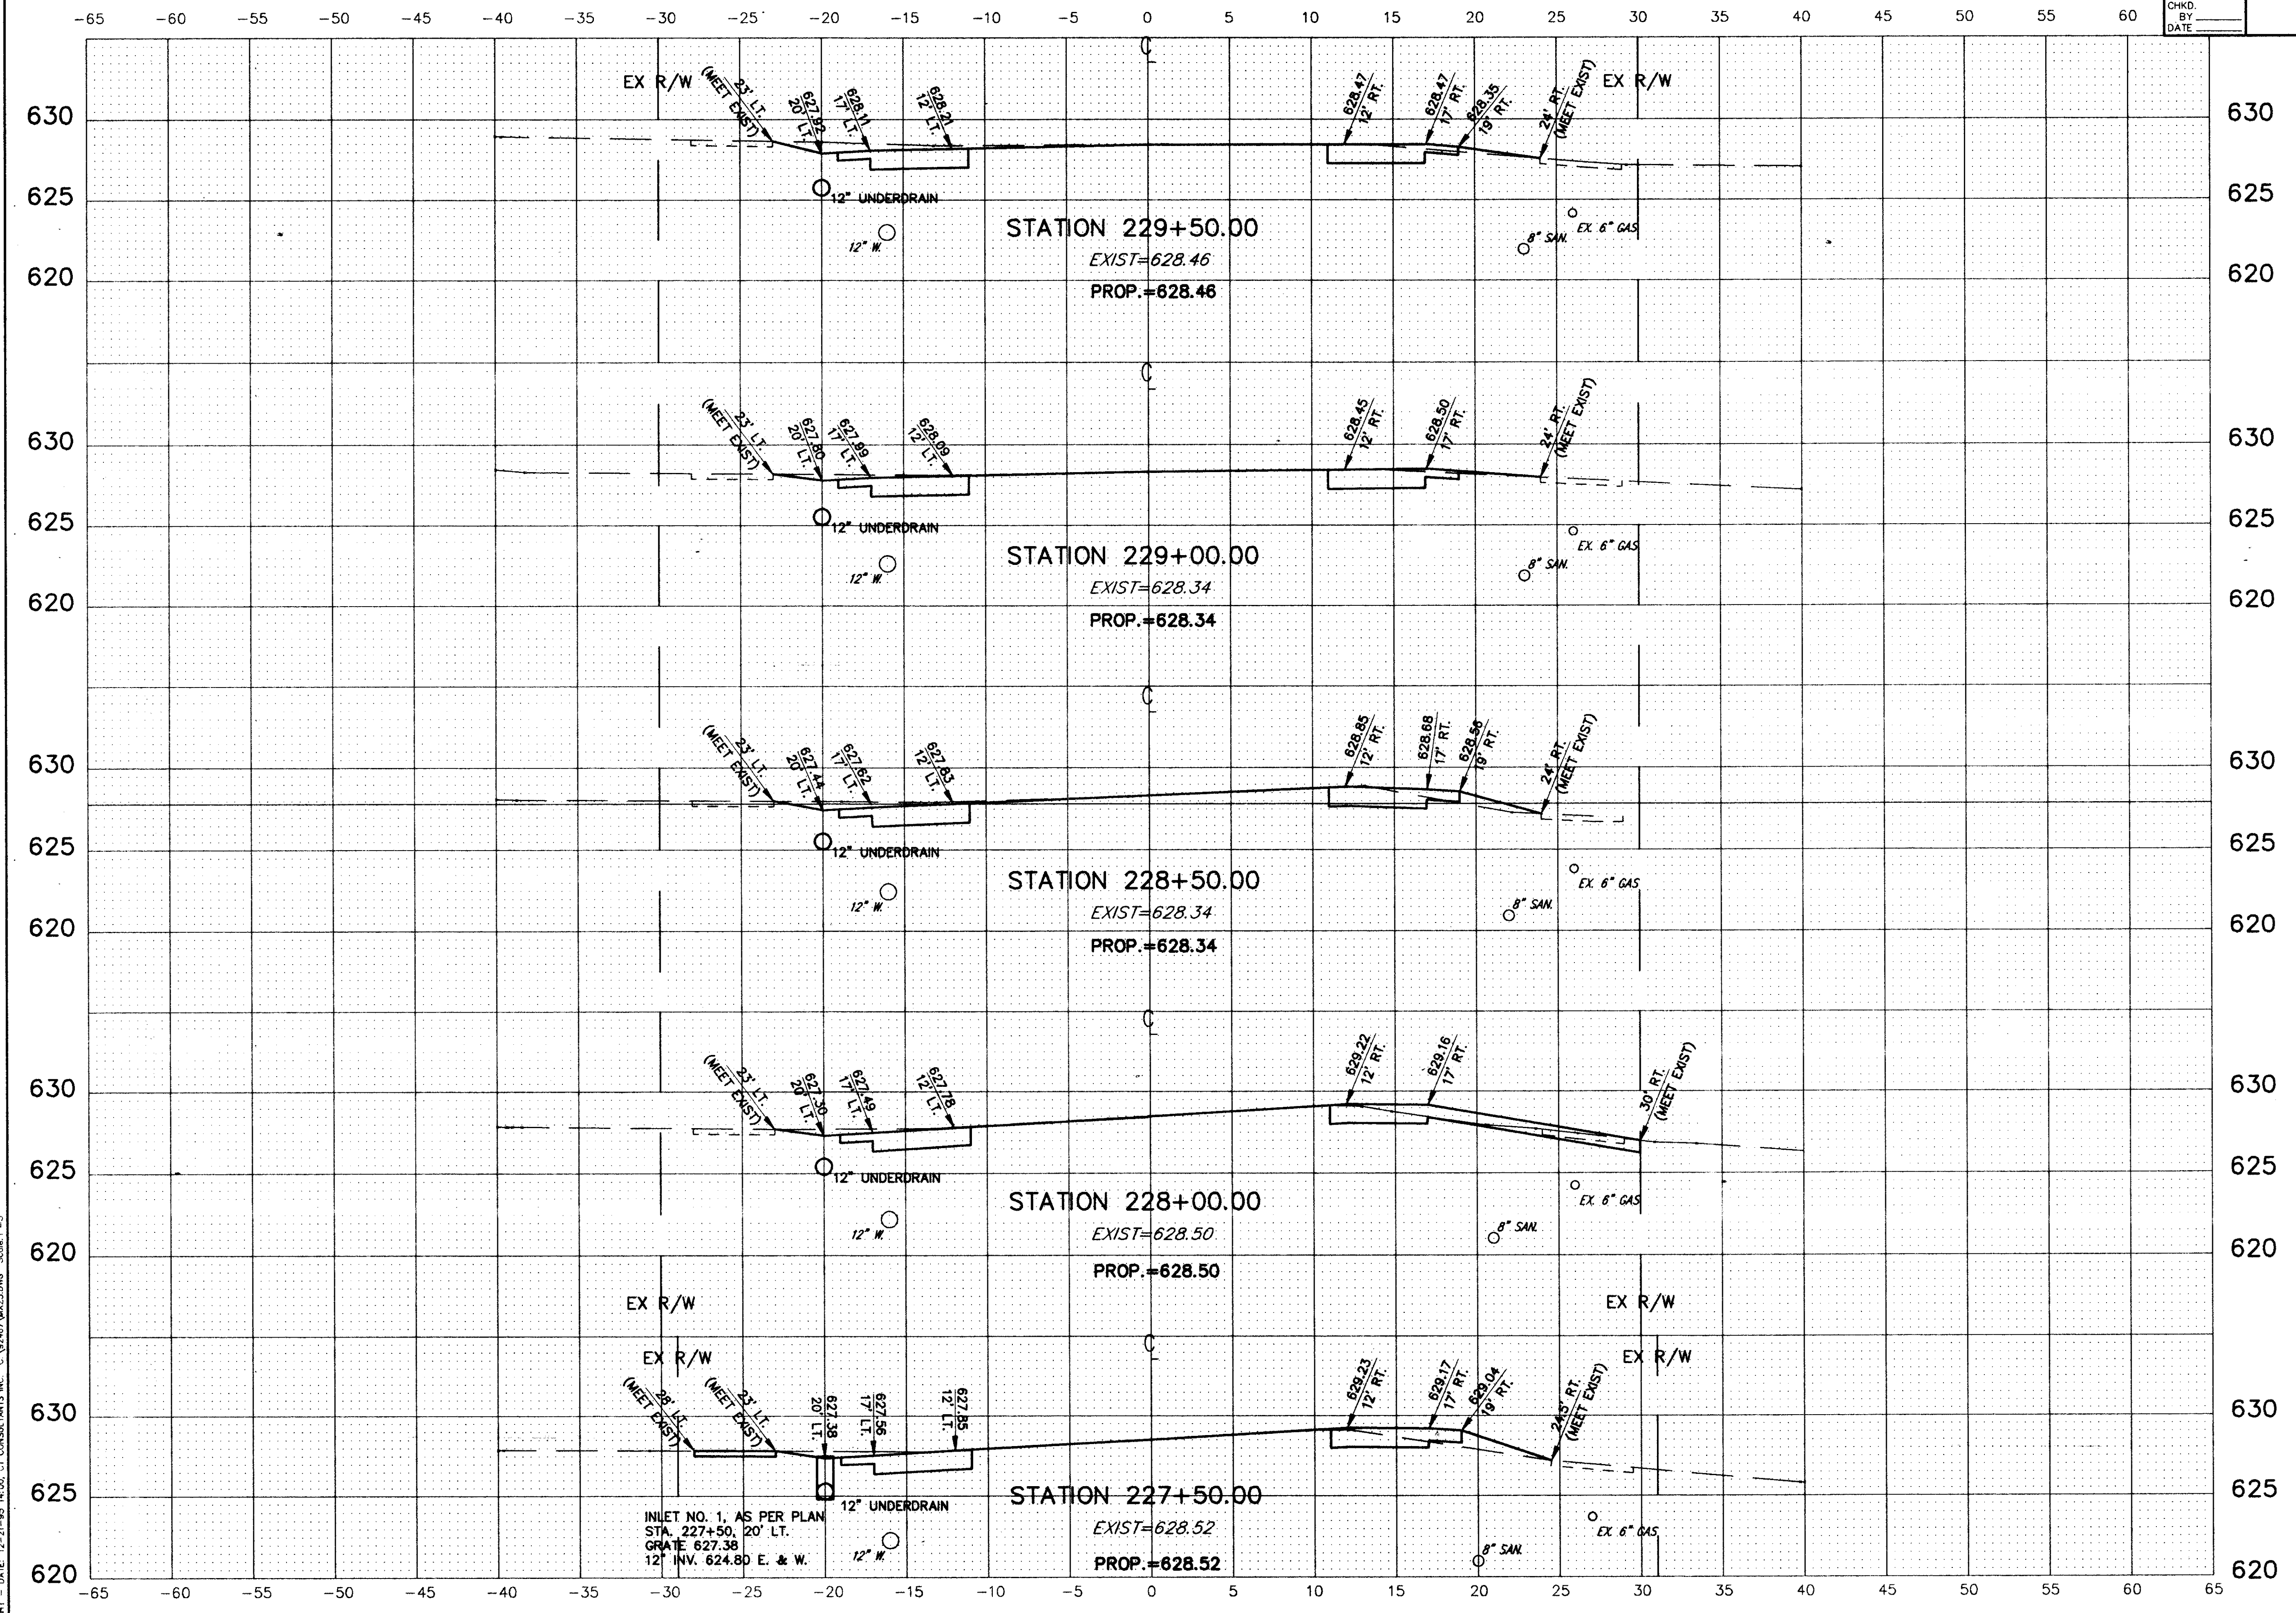 -65 -60 -55 -50 -45 -40 -35 -30 -25 -20 -15 -10 -5 0 5 10 15 20 25 30 35 40 45 50 55 60
CHKD.
BY
DATE
EX R/W
23' LT.
(MEET EXIST)
627.92
20' LT.
628.11
17' LT.
628.21
12' LT.
628.47
12' RT.
628.47
17' RT.
628.35
19' RT.
24' RT.
(MEET EXIST)
EX R/W
630 630
625 625
620 620
12" UNDERDRAIN
12" W.
STATION 229+50.00
EXIST=628.46
PROP.=628.46
8" SAN.
EX. 6" GAS
23' LT.
(MEET EXIST)
627.80
20' LT.
627.99
17' LT.
628.09
12' LT.
628.45
12' RT.
628.50
17' RT.
24' RT.
(MEET EXIST)
630 630
625 625
620 620
12" UNDERDRAIN
12" W.
STATION 229+00.00
EXIST=628.34
PROP.=628.34
EX. 6" GAS
8" SAN.
23' LT.
(MEET EXIST)
627.44
20' LT.
627.62
17' LT.
627.83
12' LT.
628.85
12' RT.
628.68
17' RT.
628.56
19' RT.
24' RT.
(MEET EXIST)
630 630
625 625
620 620
12" UNDERDRAIN
12" W.
STATION 228+50.00
EXIST=628.34
PROP.=628.34
EX. 6" GAS
8" SAN.
23' LT.
(MEET EXIST)
627.30
20' LT.
627.49
17' LT.
627.78
12' LT.
629.22
12' RT.
629.16
17' RT.
30' RT.
(MEET EXIST)
630 630
625 625
620 620
12" UNDERDRAIN
12" W.
STATION 228+00.00
EXIST=628.50
PROP.=628.50
EX. 6" GAS
8" SAN.
EX R/W
EX R/W
EX R/W
EX R/W
28' LT.
(MEET EXIST)
23' LT.
(MEET EXIST)
627.38
20' LT.
627.56
17' LT.
627.85
12' LT.
629.23
12' RT.
629.17
17' RT.
629.04
19' RT.
24.5' RT.
(MEET EXIST)
630 630
625 625
620 620
12" UNDERDRAIN
INLET NO. 1, AS PER PLAN
STA. 227+50, 20' LT.
GRATE 627.38
12" INV. 624.80 E. & W.
12" W.
STATION 227+50.00
EXIST=628.52
PROP.=628.52
EX. 6" GAS
8" SAN.
-65 -60 -55 -50 -45 -40 -35 -30 -25 -20 -15 -10 -5 0 5 10 15 20 25 30 35 40 45 50 55 60 65